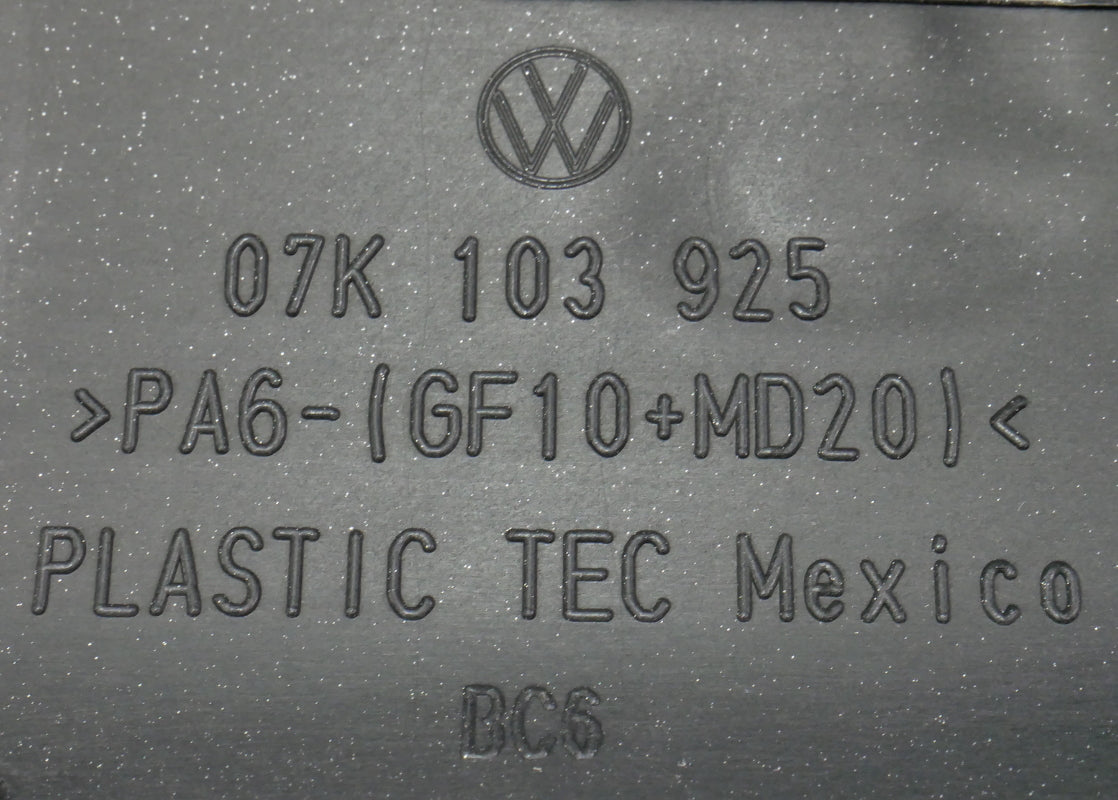 07K 103 925
>PA6-(GF10+MD20)<
PLASTIC TEC Mexico
BC6